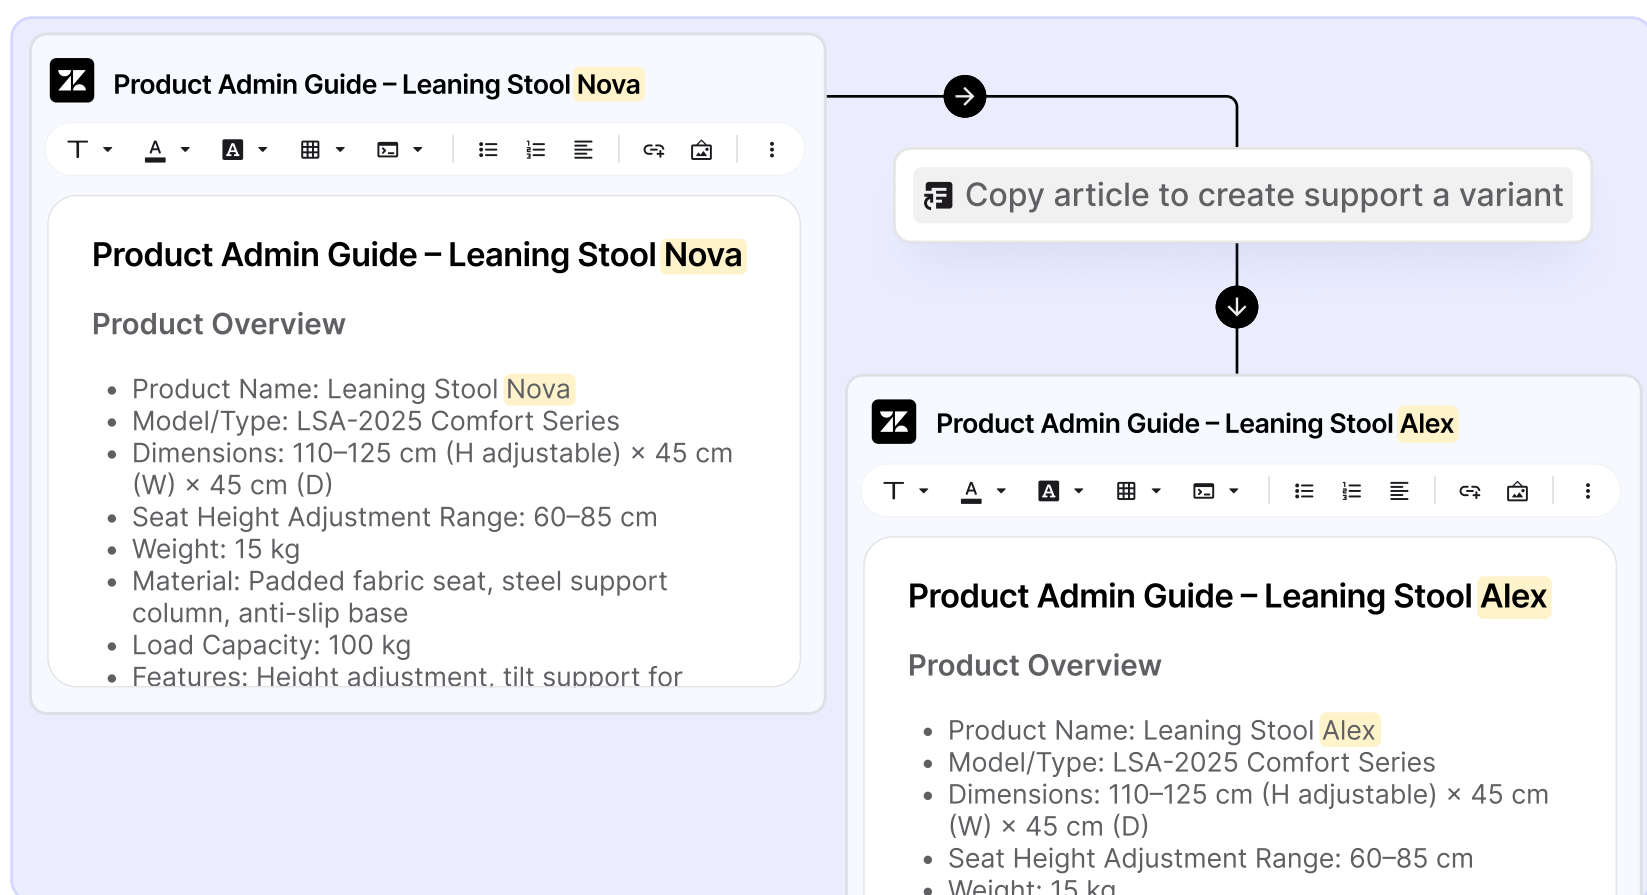 Product Admin Guide – Leaning Stool Nova
Product Admin Guide – Leaning Stool Nova
Product Overview
• Product Name: Leaning Stool Nova
• Model/Type: LSA-2025 Comfort Series
• Dimensions: 110–125 cm (H adjustable) × 45 cm
(W) × 45 cm (D)
• Seat Height Adjustment Range: 60–85 cm
• Weight: 15 kg
• Material: Padded fabric seat, steel support
column, anti-slip base
• Load Capacity: 100 kg
• Features: Height adjustment, tilt support for
Copy article to create support a variant
Product Admin Guide – Leaning Stool Alex
Product Admin Guide – Leaning Stool Alex
Product Overview
• Product Name: Leaning Stool Alex
• Model/Type: LSA-2025 Comfort Series
• Dimensions: 110–125 cm (H adjustable) × 45 cm
(W) × 45 cm (D)
• Seat Height Adjustment Range: 60–85 cm
• Weight: 15 kg